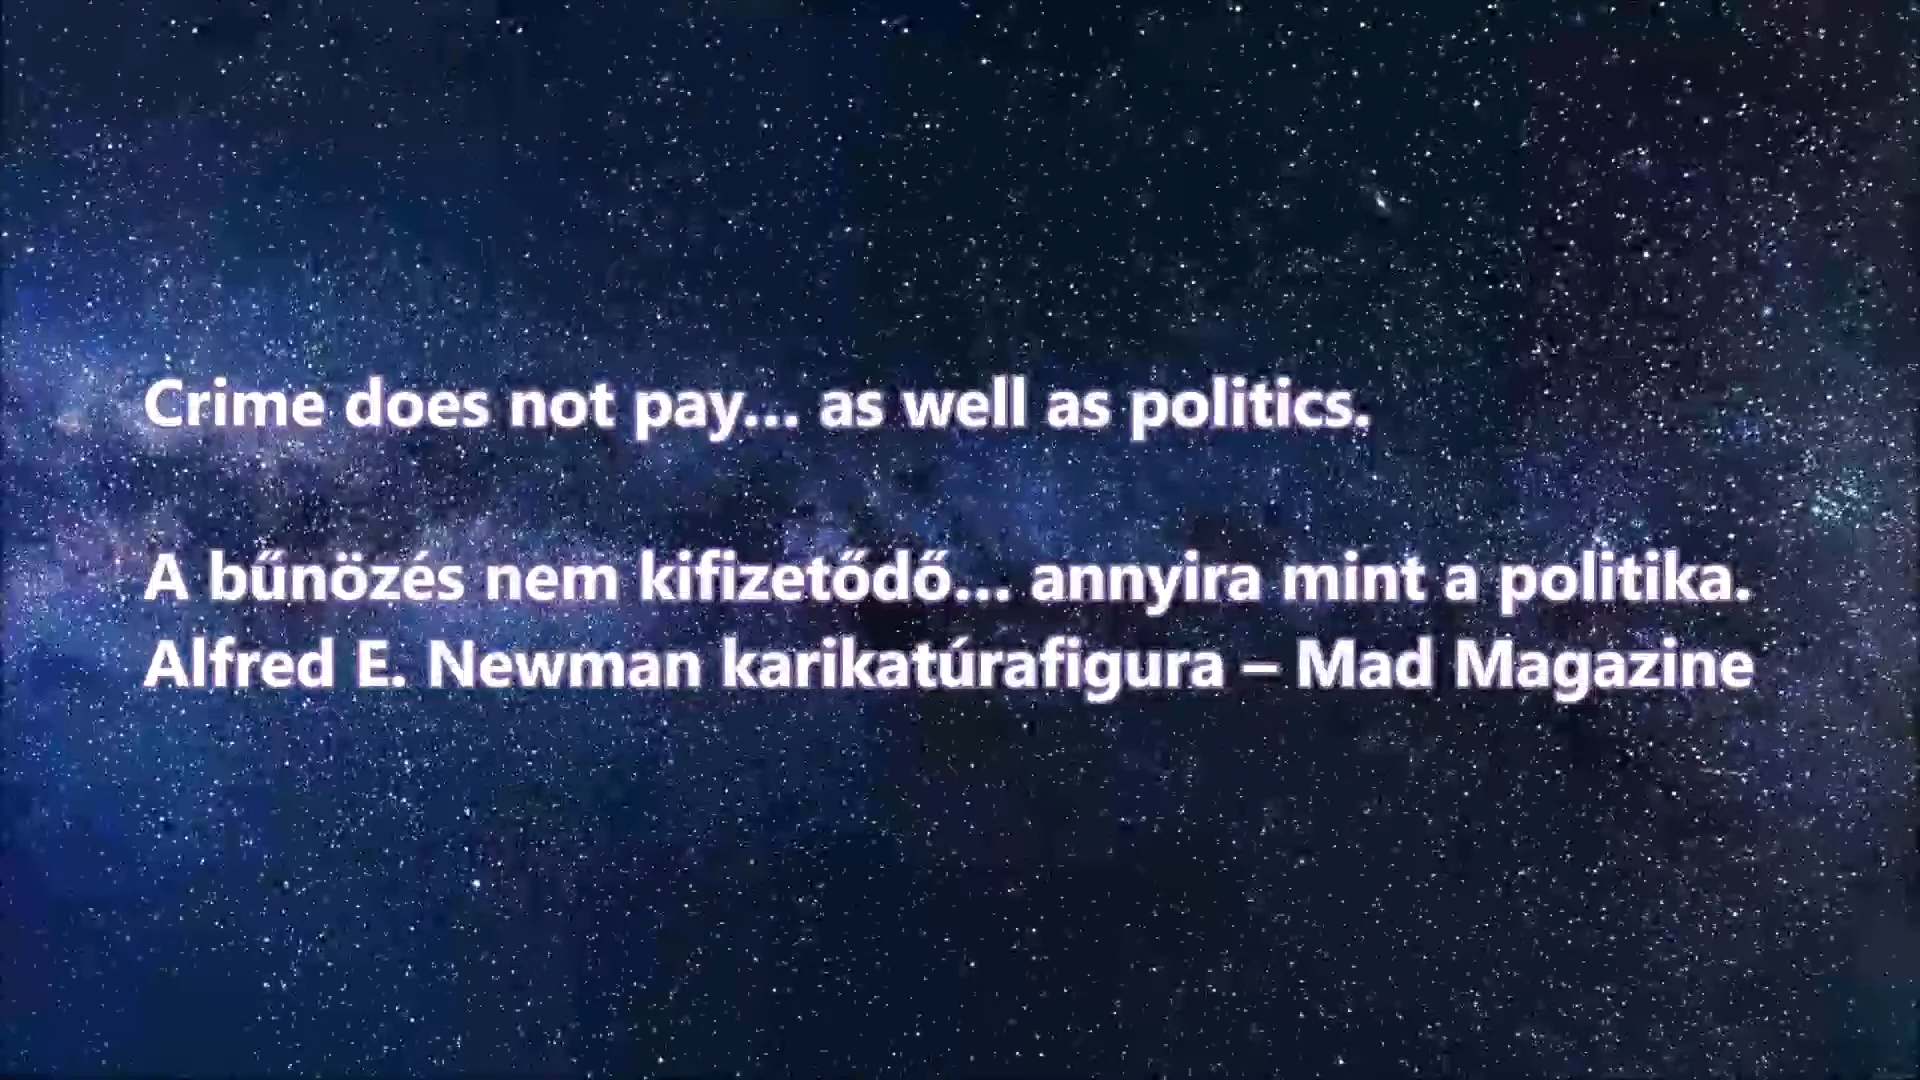 Crime does not pay... as well as politics.
A bűnözés nem kifizetődő... annyira mint a politika.
Alfred E. Newman karikatúrafigura – Mad Magazine